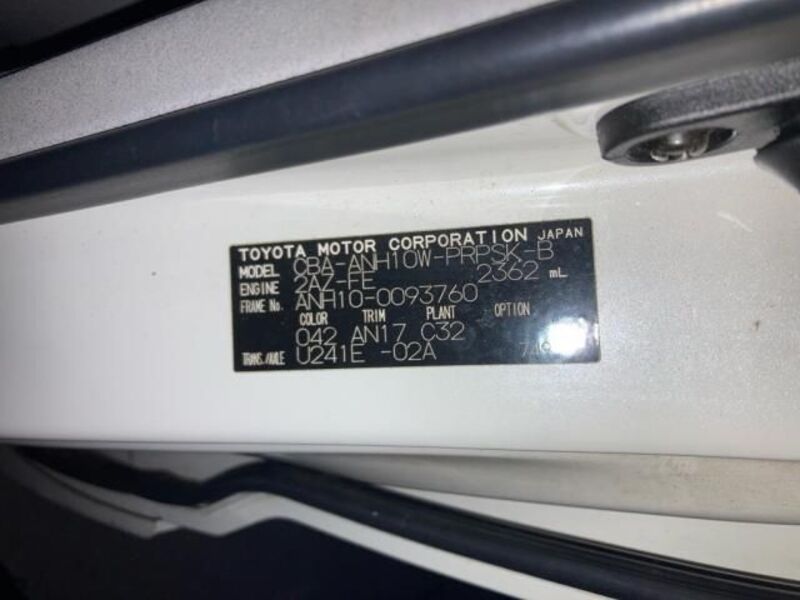 TOYOTA MOTOR CORPORATION JAPAN
MODEL CBA-ANH10W-PRPSK-B
ENGINE 2AZ-FE 2362 mL
FRAME No. ANH10-0093760
COLOR TRIM PLANT OPTION
042 AN17 C32
TRANS./AXLE U241E -02A